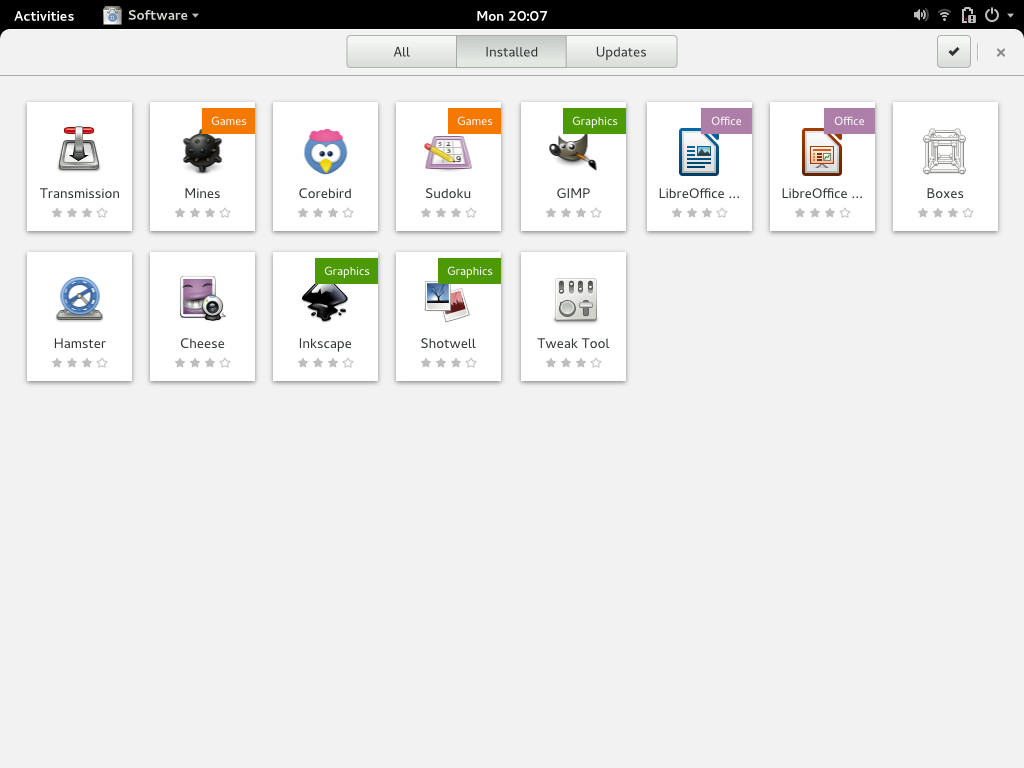 Activities Software Mon 20:07
All Installed Updates
Games Games Graphics Office Office
Transmission Mines Corebird Sudoku GIMP LibreOffice ... LibreOffice ... Boxes
Graphics Graphics
Hamster Cheese Inkscape Shotwell Tweak Tool